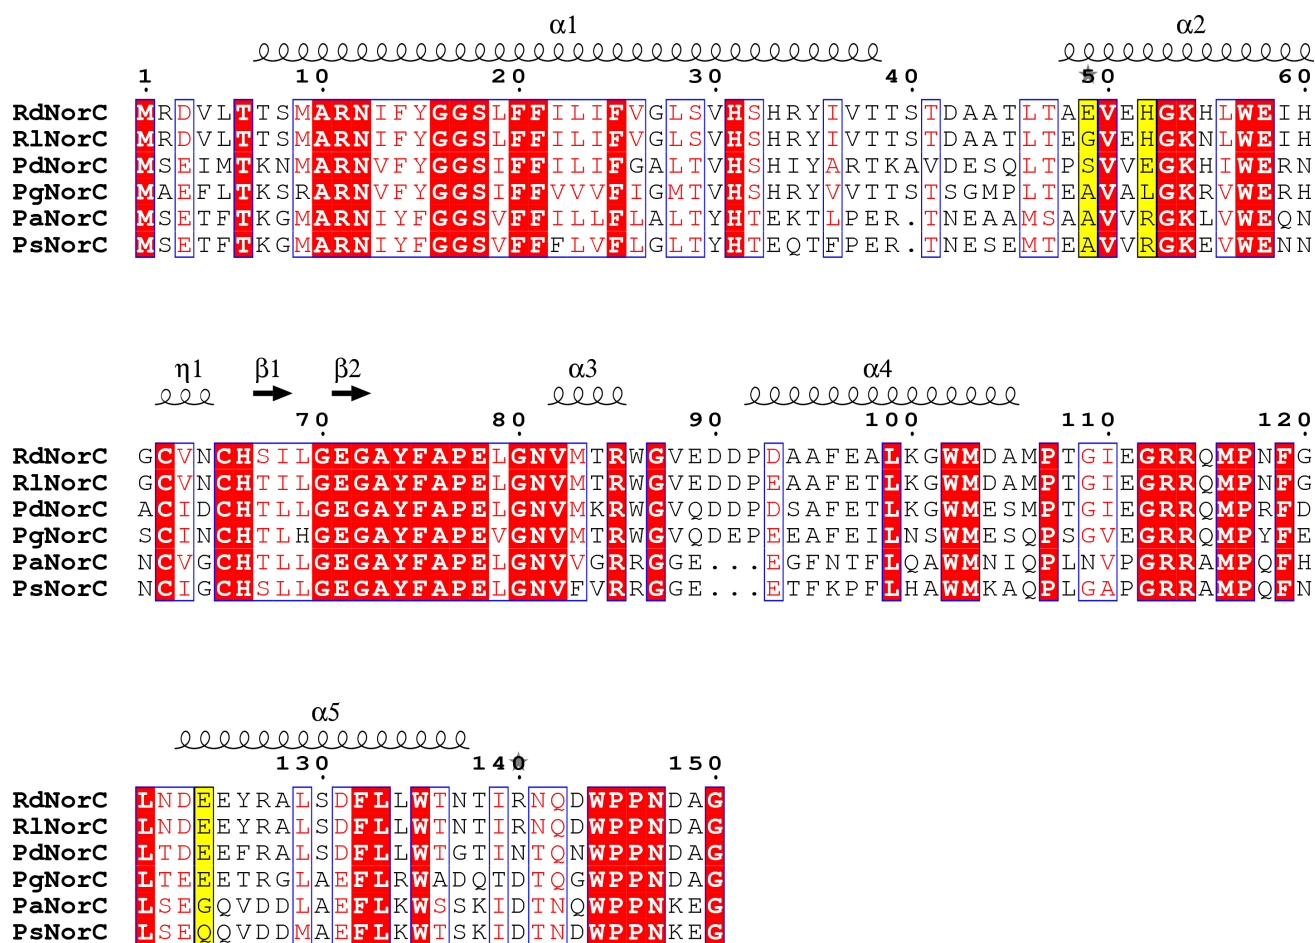 α1 α2
1 10 20 30 40 50 60
RdNorC MRDVLTTSMARNIFYGGSLFFILIFVGLSVHSHRYIVTTSTDAATLTAEVEHGKHLWEIH
RlNorC MRDVLTTSMARNIFYGGSLFFILIFVGLSVHSHRYIVTTSTDAATLTAGVEHGKNLWEIH
PdNorC MSEIMTKNMARNVFYGGSIFFILIFGALTVHSHIYARTKAVDESQLTPSVVEGKHIWERN
PgNorC MAEFLTKSRARNVFYGGSIFFVVVFIGMTVHSHRYVVTTSTSGMPLTEAVALGKRVWERH
PaNorC MSETFTKGMARNIYFGGSVFFILLFLALTYHTEKTLPER.TNEAAMSAAVVRGKLVWEQN
PsNorC MSETFTKGMARNIYFGGSVFFFLVFLGLTYHTEQTFPER.TNESEMTEAVVRGKEVWENN
η1 β1 β2 α3 α4
70 80 90 100 110 120
RdNorC GCVNCHSILGEGAYFAPELGNVMTRWGVEDDPDAAFEALKGWMDAMPTGIEGRRQMPNFG
RlNorC GCVNCHTILGEGAYFAPELGNVMTRWGVEDDPEAAFETLKGWMDAMPTGIEGRRQMPNFG
PdNorC ACIDCHTLLGEGAYFAPELGNVMKRWGVQDDPDSAFETLKGWMESMPTGIEGRRQMPRFD
PgNorC SCINCHTLHGEGAYFAPEVGNVMTRWGVQDEPEEAFEILNSWMESQPSGVEGRRQMPYFE
PaNorC NCVGCHTLLGEGAYFAPELGNVVGRRGGE...EGFNTFLQAWMNIQPLNVPGRRAMPQFH
PsNorC NCIGCHSLLGEGAYFAPELGNVFVRRGGE...ETFKPFLHAWMKAQPLGAPGRRAMPQFN
α5
130 140 150
RdNorC LNDEEYRALSDFLLWTNTIRNQDWPPNDAG
RlNorC LNDEEYRALSDFLLWTNTIRNQDWPPNDAG
PdNorC LTDEEFRALSDFLLWTGTINTQNWPPNDAG
PgNorC LTEEETRGLAEFLRWADQTDTQGWPPNDAG
PaNorC LSEGQVDDLAEFLKWSSKIDTNQWPPNKEG
PsNorC LSEQQVDDMAEFLKWTSKIDTNDWPPNKEG